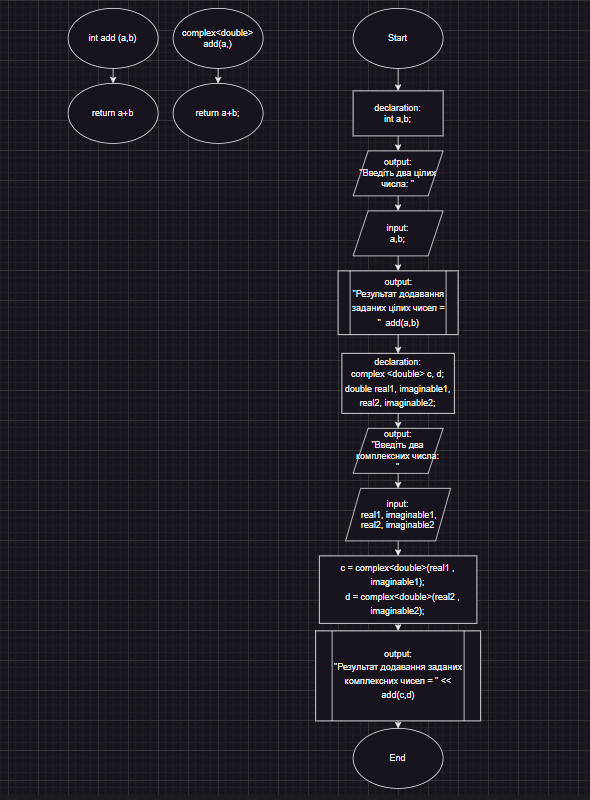 int add (a,b)
return a+b
complex<double>
add(a,)
return a+b;
Start
declaration:
int a,b;
output:
"Введіть два цілих
числа: "
input:
a,b;
output:
"Результат додавання
заданих цілих чисел =
" add(a,b)
declaration:
complex <double> c, d;
double real1, imaginable1,
real2, imaginable2;
output:
"Введіть два
комплексних числа:
"
input:
real1, imaginable1,
real2, imaginable2
c = complex<double>(real1 ,
imaginable1);
d = complex<double>(real2 ,
imaginable2);
output:
"Результат додавання заданих
комплексних чисел = " <<
add(c,d)
End